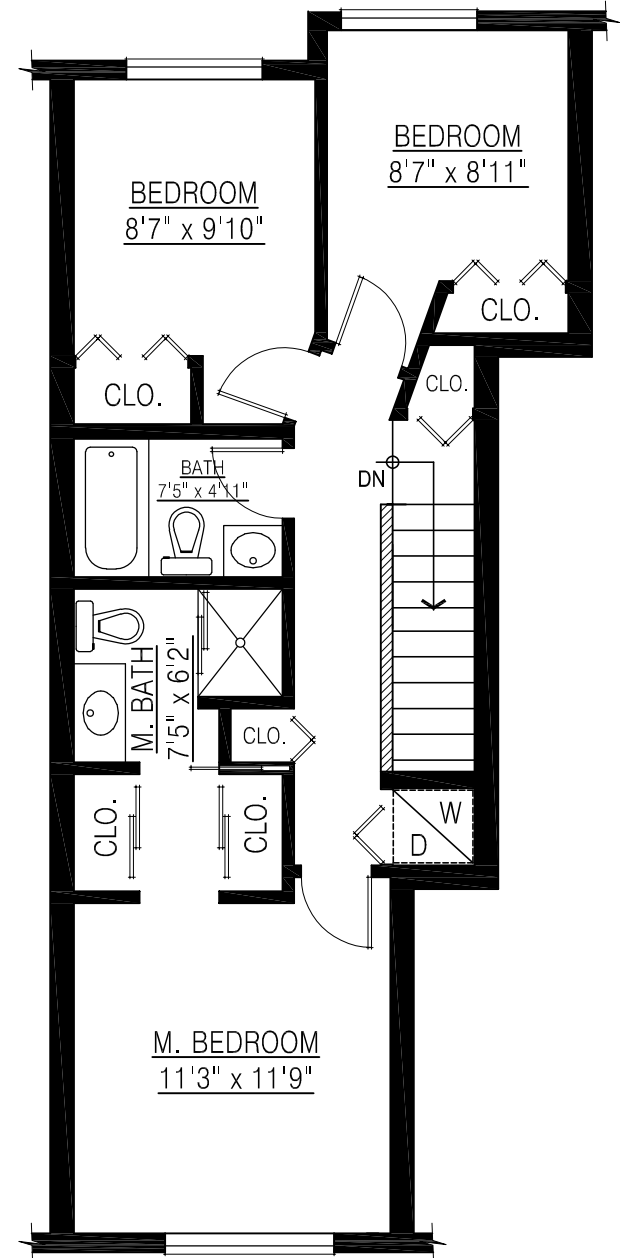 BEDROOM
8'7" x 8'11"
BEDROOM
8'7" x 9'10"
CLO.
CLO.
CLO.
BATH
7'5" x 4'11"
DN
M. BATH
7'5" x 6'2"
CLO.
CLO.
CLO.
W
D
M. BEDROOM
11'3" x 11'9"